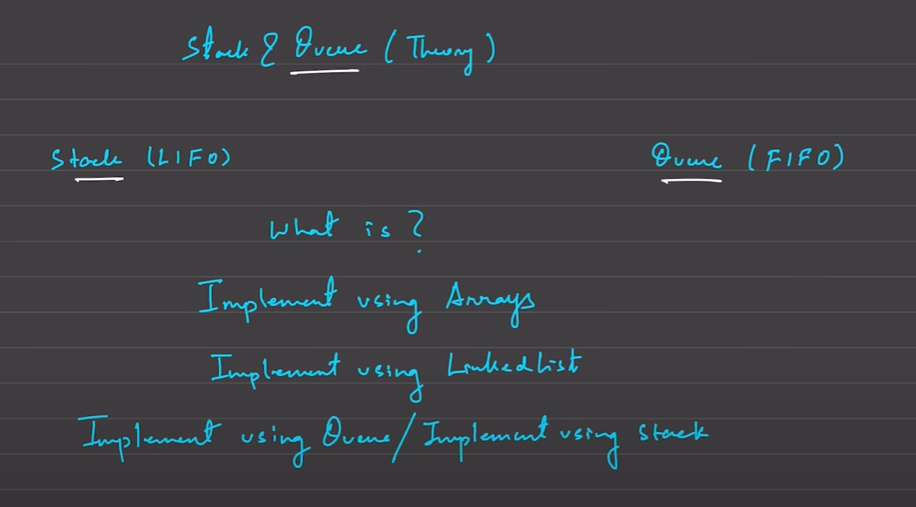 Stack & Queue (Theory)
Stack (LIFO) Queue (FIFO)
What is?
Implement using Arrays
Implement using LinkedList
Implement using Queue/Implement using stack